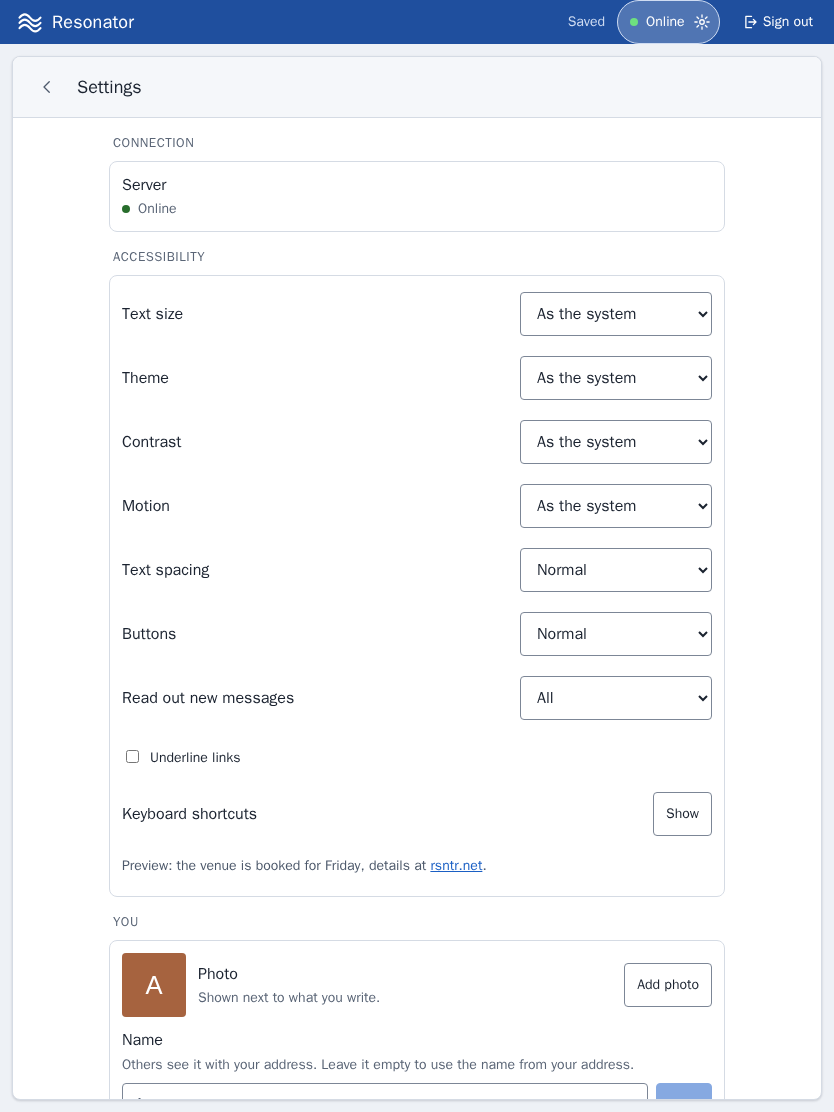 Resonator
Saved
Online
Sign out
Settings
CONNECTION
Server
Online
ACCESSIBILITY
Text size
As the system
Theme
As the system
Contrast
As the system
Motion
As the system
Text spacing
Normal
Buttons
Normal
Read out new messages
All
Underline links
Keyboard shortcuts
Show
Preview: the venue is booked for Friday, details at rsntr.net.
YOU
A
Photo
Shown next to what you write.
Add photo
Name
Others see it with your address. Leave it empty to use the name from your address.